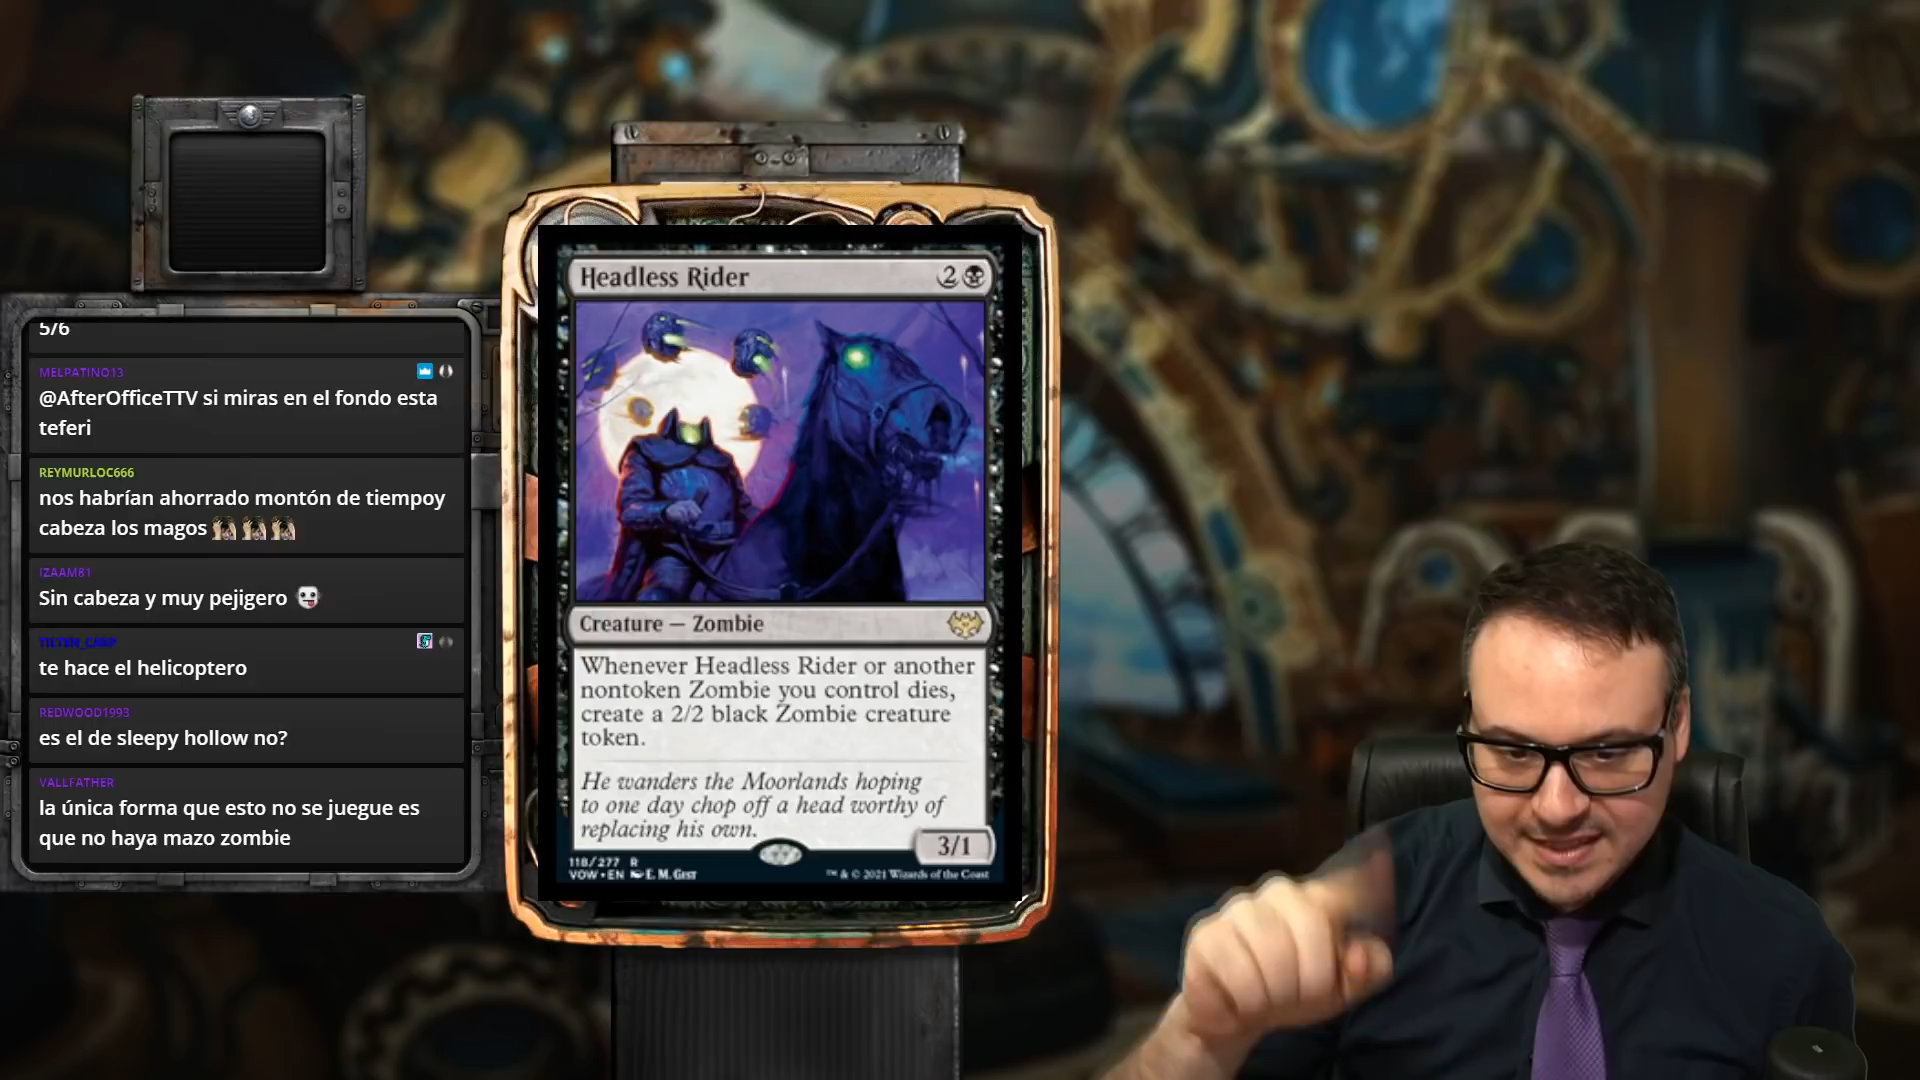 5/6
MELPATINO13
@AfterOfficeTTV si miras en el fondo esta
teferi
REYMURLOC666
nos habrían ahorrado montón de tiempoy
cabeza los magos
IZAAM81
Sin cabeza y muy pejigero
TILTEN_CARP
te hace el helicoptero
REDWOOD1993
es el de sleepy hollow no?
VALLFATHER
la única forma que esto no se juegue es
que no haya mazo zombie
Headless Rider 2
Creature — Zombie
Whenever Headless Rider or another
nontoken Zombie you control dies,
create a 2/2 black Zombie creature
token.
He wanders the Moorlands hoping
to one day chop off a head worthy of
replacing his own.
3/1
118/277 R
VOW • EN E. M. Gist
™ & © 2021 Wizards of the Coast